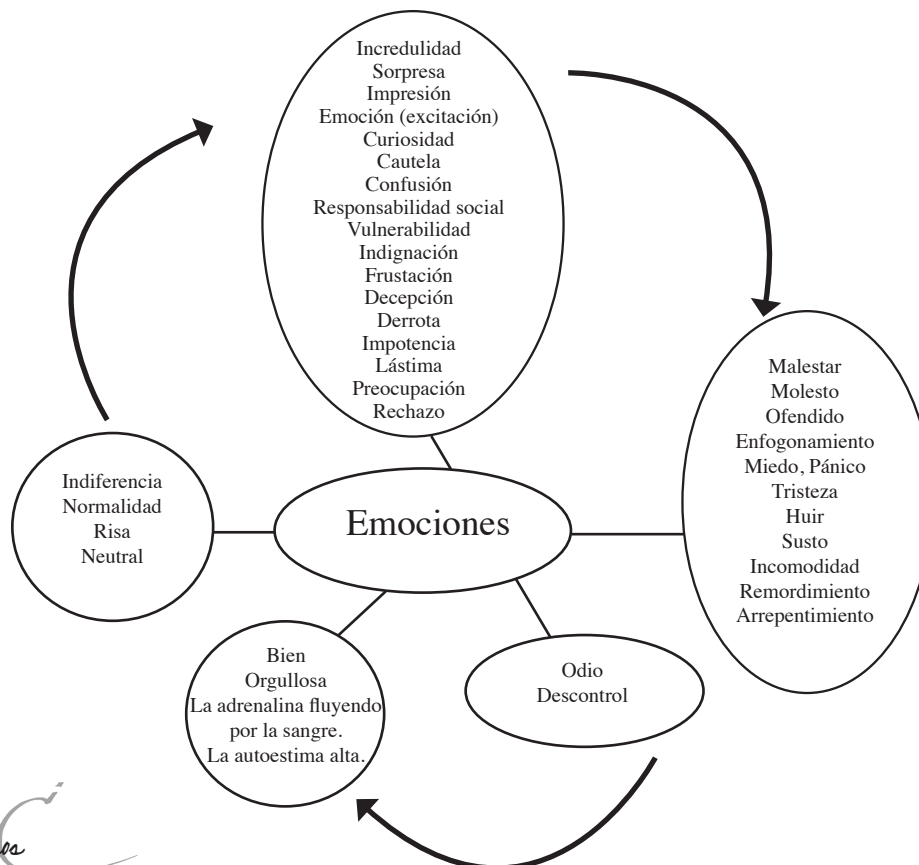 Incredulidad
Sorpresa
Impresión
Emoción (excitación)
Curiosidad
Cautela
Confusión
Responsabilidad social
Vulnerabilidad
Indignación
Frustación
Decepción
Derrota
Impotencia
Lástima
Preocupación
Rechazo
Malestar
Molesto
Ofendido
Enfogonamiento
Miedo, Pánico
Tristeza
Huir
Susto
Incomodidad
Remordimiento
Arrepentimiento
Indiferencia
Normalidad
Risa
Neutral
Emociones
Bien
Orgullosa
La adrenalina fluyendo
por la sangre.
La autoestima alta.
Odio
Descontrol